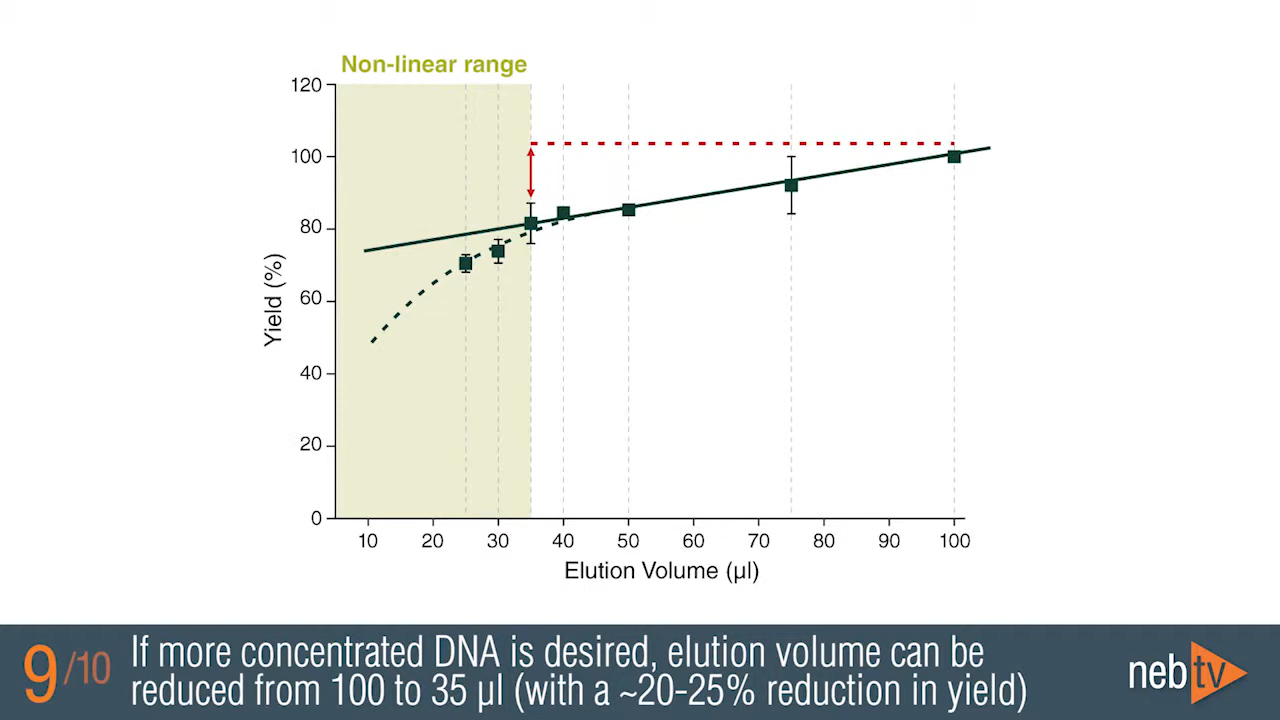 Non-linear range
120
100
80
60
40
20
0
Yield (%)
10 20 30 40 50 60 70 80 90 100
Elution Volume (µl)
9/10
If more concentrated DNA is desired, elution volume can be
reduced from 100 to 35 µl (with a ~20-25% reduction in yield)
nebtv